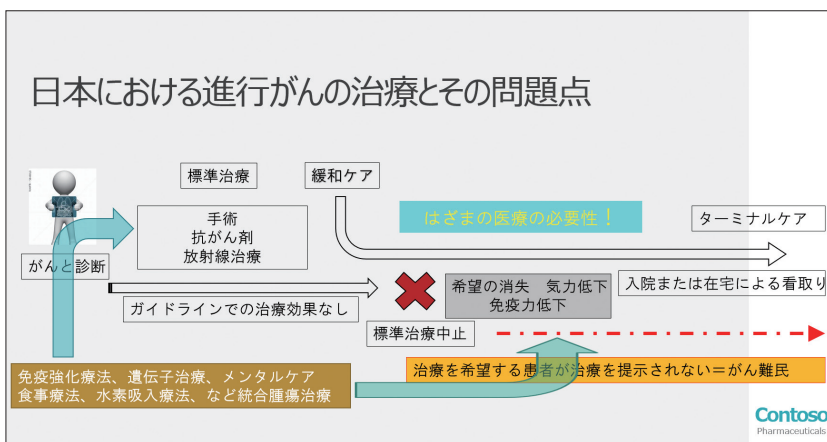 日本における進行がんの治療とその問題点
標準治療
緩和ケア
手術
抗がん剤
放射線治療
はざまの医療の必要性！
ターミナルケア
がんと診断
ガイドラインでの治療効果なし
希望の消失　気力低下
免疫力低下
入院または在宅による看取り
標準治療中止
免疫強化療法、遺伝子治療、メンタルケア
食事療法、水素吸入療法、など統合腫瘍治療
治療を希望する患者が治療を提示されない＝がん難民
Contoso
Pharmaceuticals